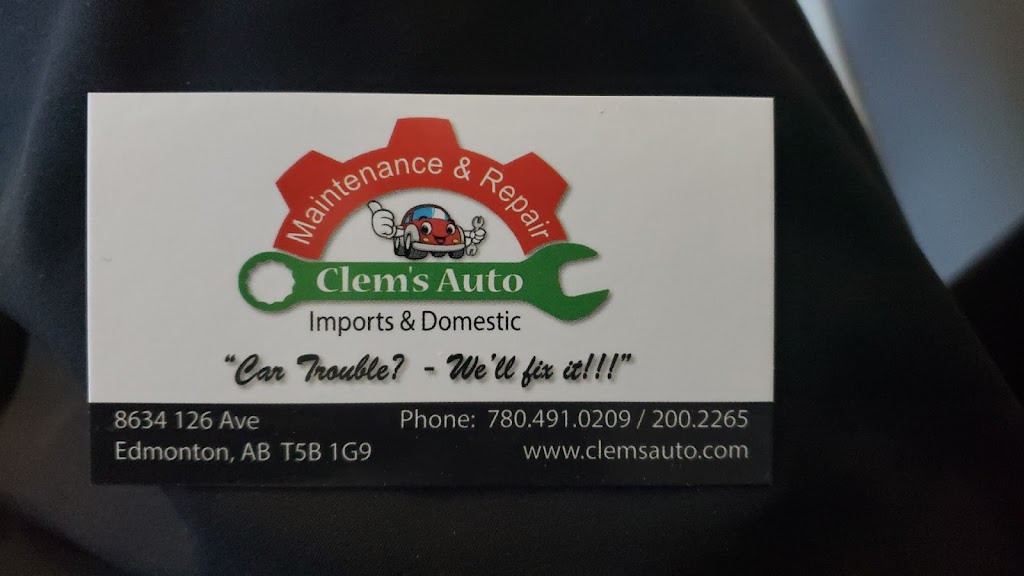 Maintenance & Repair
Clem's Auto
Imports & Domestic
"Car Trouble? - We'll fix it!!!"
8634 126 Ave
Phone: 780.491.0209 / 200.2265
Edmonton, AB T5B 1G9
www.clemsauto.com